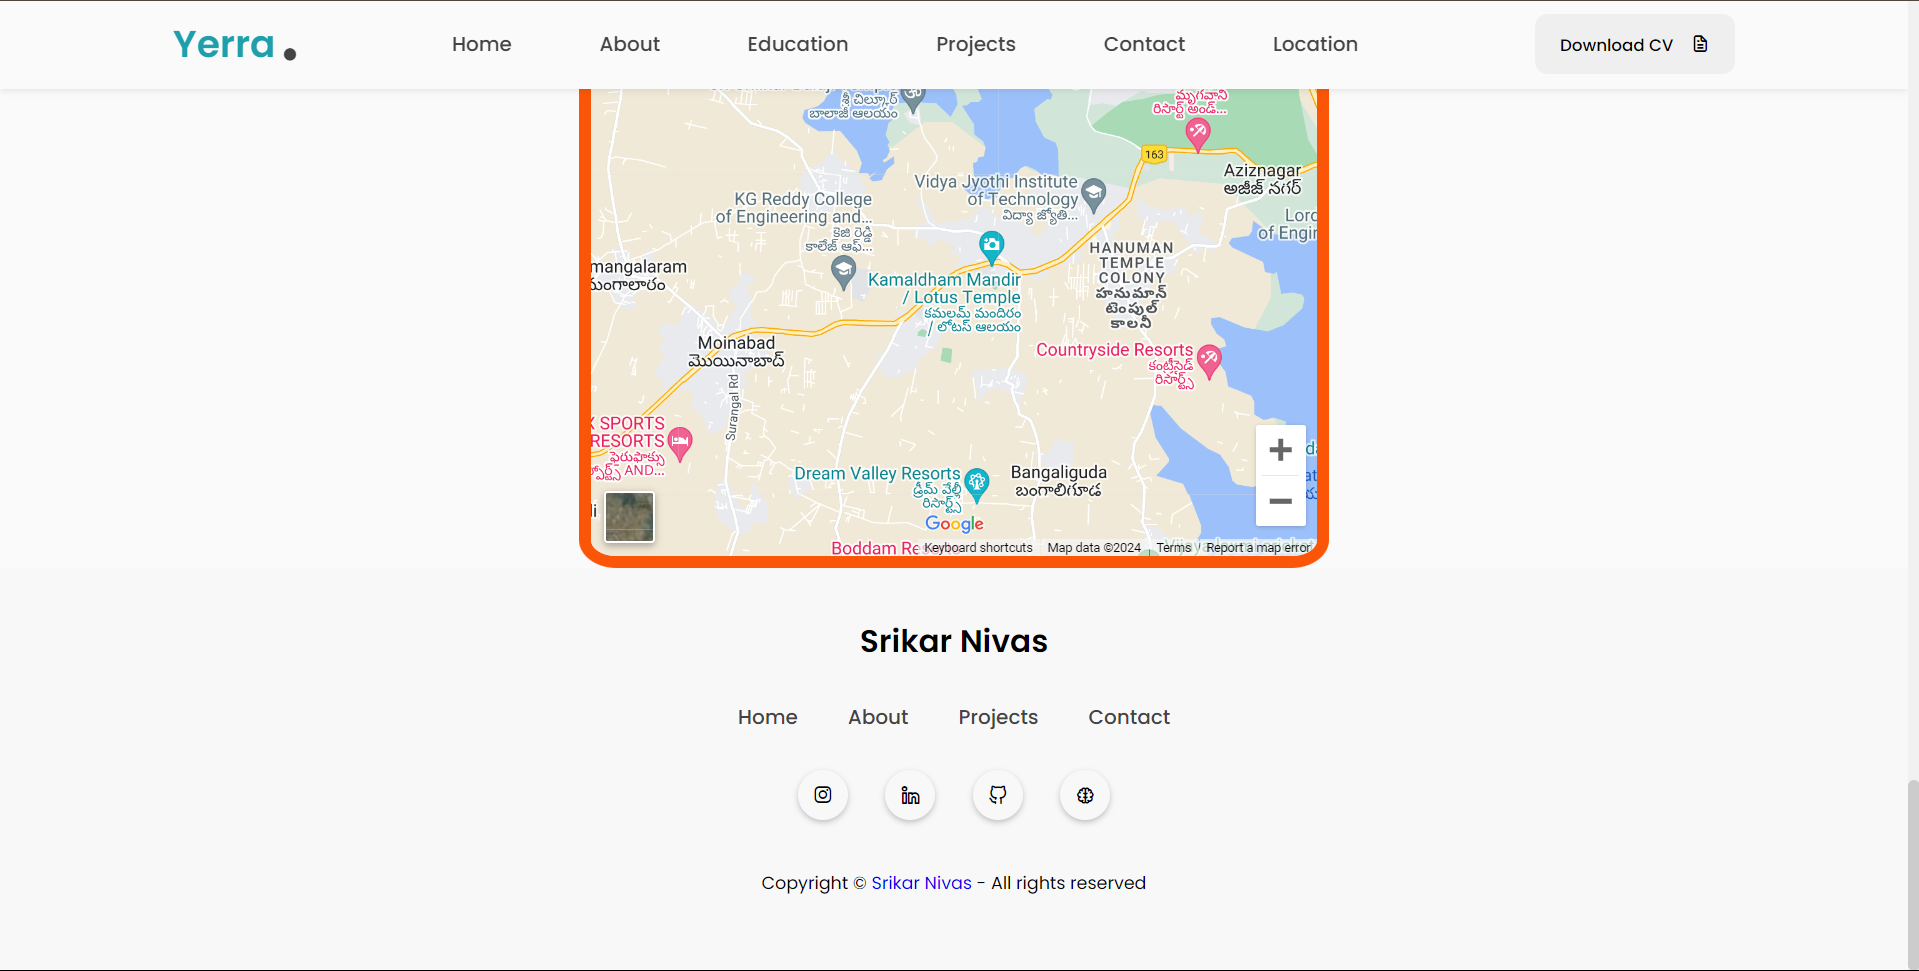 Yerra .
Home
About
Education
Projects
Contact
Location
Download CV
చిల్కూర్
బాలాజీ ఆలయం
మృగవాని
రిసార్ట్ అండ్...
163
Aziznagar
అజీజ్ నగర్
Vidya Jyothi Institute
of Technology
విద్యా జ్యోతి...
KG Reddy College
of Engineering and...
కెజి రెడ్డి
కాలేజ్ ఆఫ్...
Lord
of Engin
HANUMAN
TEMPLE
COLONY
హనుమాన్
టెంపుల్
కాలనీ
mangalaram
మంగాలారం
Kamaldham Mandir
/ Lotus Temple
కమలమ్ మందిరం
/ లోటస్ ఆలయం
Moinabad
మొయినాబాద్
Countryside Resorts
కంట్రీసైడ్
రిసార్ట్స్
Surangal Rd
X SPORTS
RESORTS
ఫైరుఫాక్సు
స్పోర్ట్స్ AND...
Dream Valley Resorts
డ్రీమ్ వేల్లీ
రిసార్ట్స్
Bangaliguda
బంగాలిగూడ
Google
Boddam Re
Keyboard shortcuts
Map data ©2024
Terms
Report a map error
Srikar Nivas
Home
About
Projects
Contact
Copyright © Srikar Nivas - All rights reserved